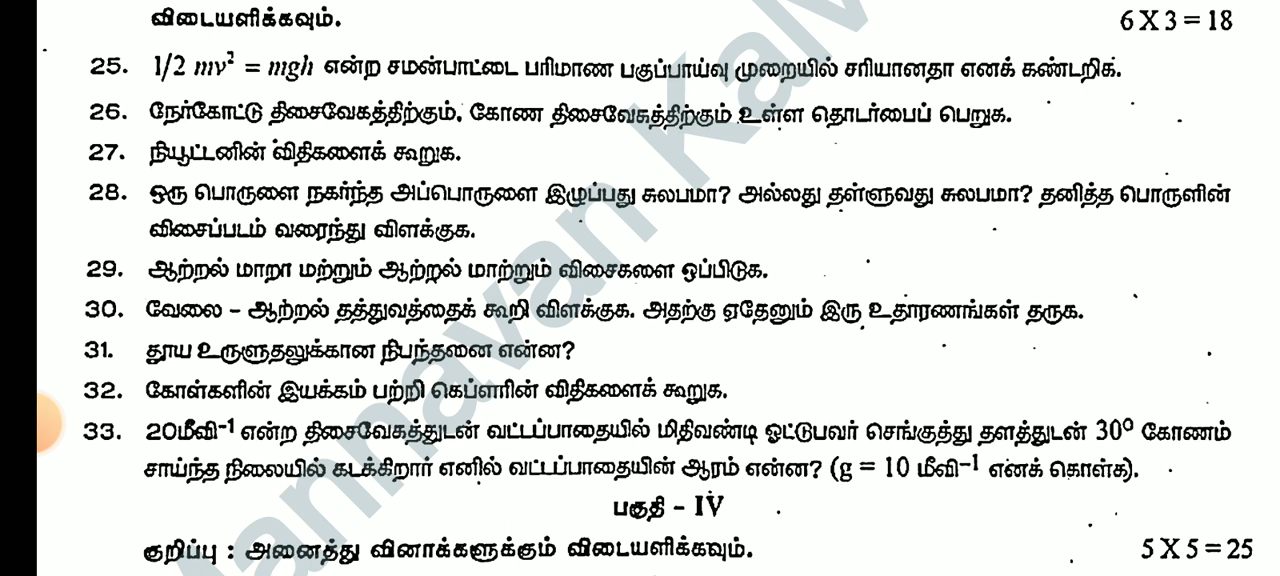 விடையளிக்கவும். 6 X 3 = 18
25. 1/2 mv² = mgh என்ற சமன்பாட்டை பரிமாண பகுப்பாய்வு முறையில் சரியானதா எனக் கண்டறிக.
26. நேர்கோட்டு திசைவேகத்திற்கும், கோண திசைவேகத்திற்கும் உள்ள தொடர்பைப் பெறுக.
27. நியூட்டனின் விதிகளைக் கூறுக.
28. ஒரு பொருளை நகர்ந்த அப்பொருளை இழுப்பது சுலபமா? அல்லது தள்ளுவது சுலபமா? தனித்த பொருளின்
விசைப்படம் வரைந்து விளக்குக.
29. ஆற்றல் மாறா மற்றும் ஆற்றல் மாற்றும் விசைகளை ஒப்பிடுக.
30. வேலை – ஆற்றல் தத்துவத்தைக் கூறி விளக்குக. அதற்கு ஏதேனும் இரு உதாரணங்கள் தருக.
31. தூய உருளுதலுக்கான நிபந்தனை என்ன?
32. கோள்களின் இயக்கம் பற்றி கெப்ளரின் விதிகளைக் கூறுக.
33. 20மீவி⁻¹ என்ற திசைவேகத்துடன் வட்டப்பாதையில் மிதிவண்டி ஓட்டுபவர் செங்குத்து தளத்துடன் 30⁰ கோணம்
சாய்ந்த நிலையில் கடக்கிறார் எனில் வட்டப்பாதையின் ஆரம் என்ன? (g = 10 மீவி⁻¹ எனக் கொள்க).
பகுதி – IV
குறிப்பு : அனைத்து வினாக்களுக்கும் விடையளிக்கவும். 5 X 5 = 25